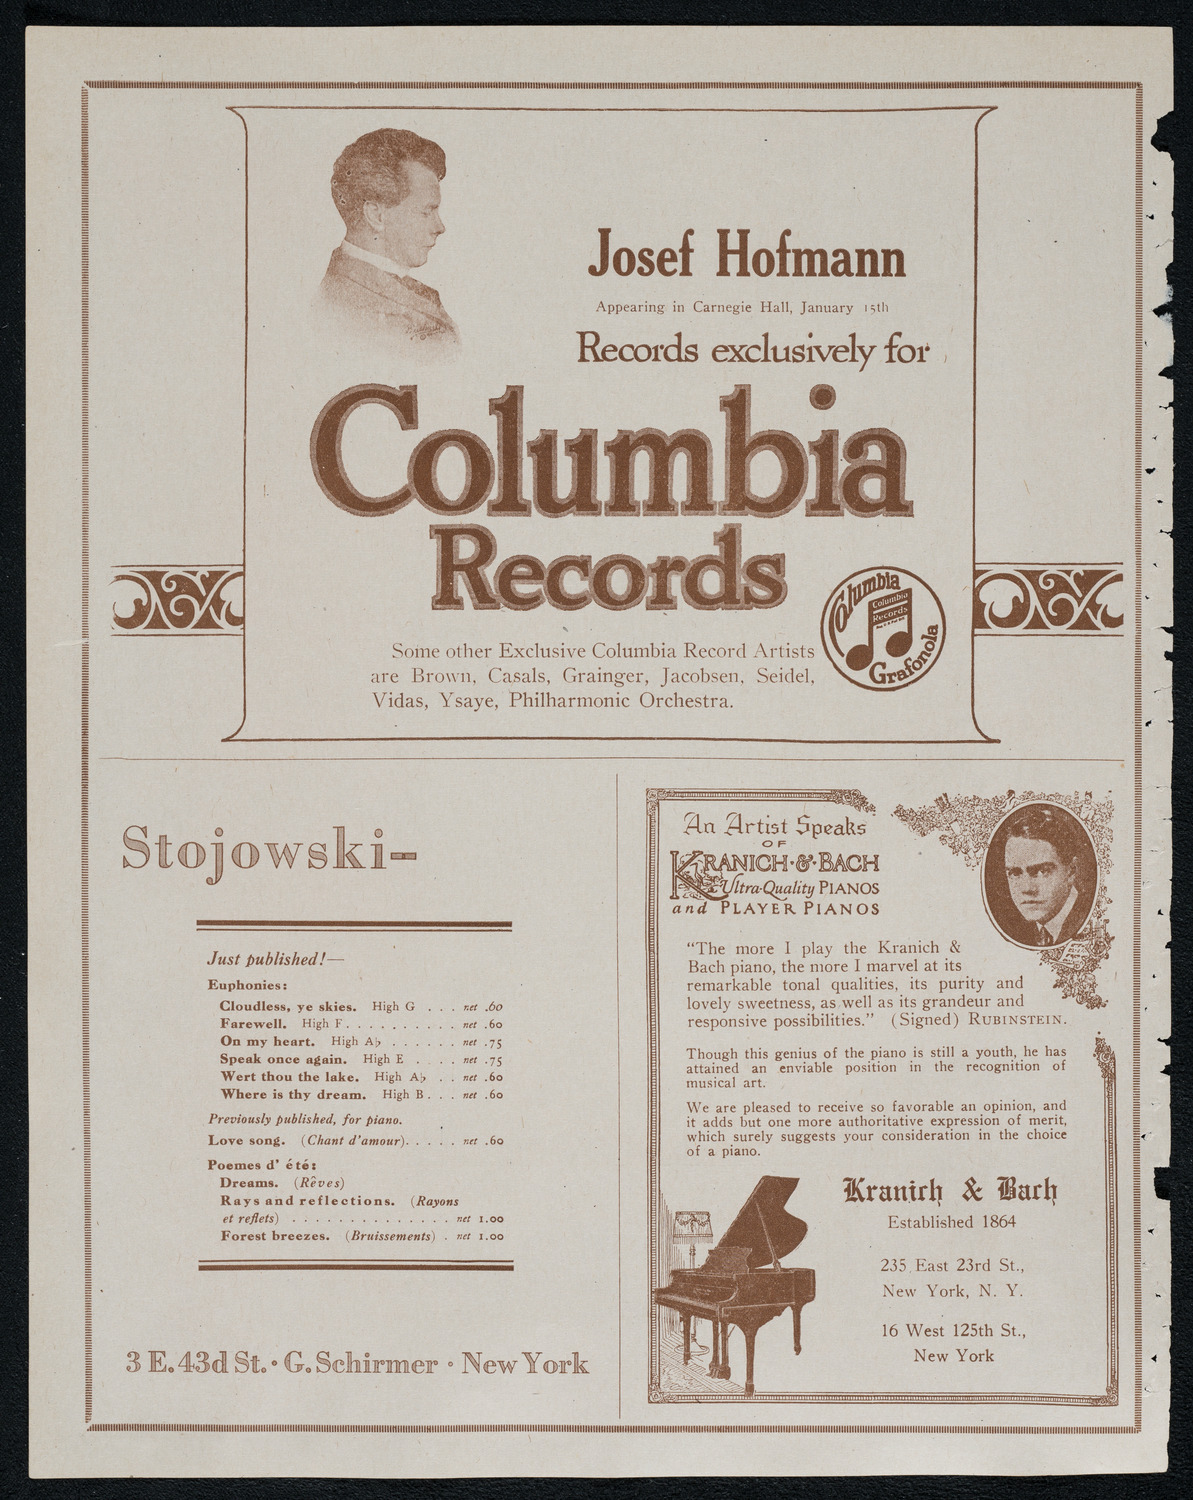 Josef Hofmann
Appearing in Carnegie Hall, January 15th
Records exclusively for
Columbia
Records
Columbia
Columbia
Records
Grafonola
Some other Exclusive Columbia Record Artists
are Brown, Casals, Grainger, Jacobsen, Seidel,
Vidas, Ysaye, Philharmonic Orchestra.
Stojowski-
Just published!—
Euphonies:
Cloudless, ye skies. High G . . . net .60
Farewell. High F. . . . . . . . . . net .60
On my heart. High A♭ . . . . . . net .75
Speak once again. High E . . . . net .75
Wert thou the lake. High A♭ . . net .60
Where is thy dream. High B. . . net .60
Previously published, for piano.
Love song. (Chant d'amour). . . . . net .60
Poemes d' été:
Dreams. (Rêves)
Rays and reflections. (Rayons
et reflets) . . . . . . . . . . . . . . net 1.00
Forest breezes. (Bruissements) . net 1.00
3 E. 43d St. • G. Schirmer • New York
An Artist Speaks
OF
KRANICH·&·BACH
Ultra-Quality PIANOS
and PLAYER PIANOS
"The more I play the Kranich &
Bach piano, the more I marvel at its
remarkable tonal qualities, its purity and
lovely sweetness, as well as its grandeur and
responsive possibilities." (Signed) RUBINSTEIN.
Though this genius of the piano is still a youth, he has
attained an enviable position in the recognition of
musical art.
We are pleased to receive so favorable an opinion, and
it adds but one more authoritative expression of merit,
which surely suggests your consideration in the choice
of a piano.
Kranich & Bach
Established 1864
235 East 23rd St.,
New York, N. Y.
16 West 125th St.,
New York